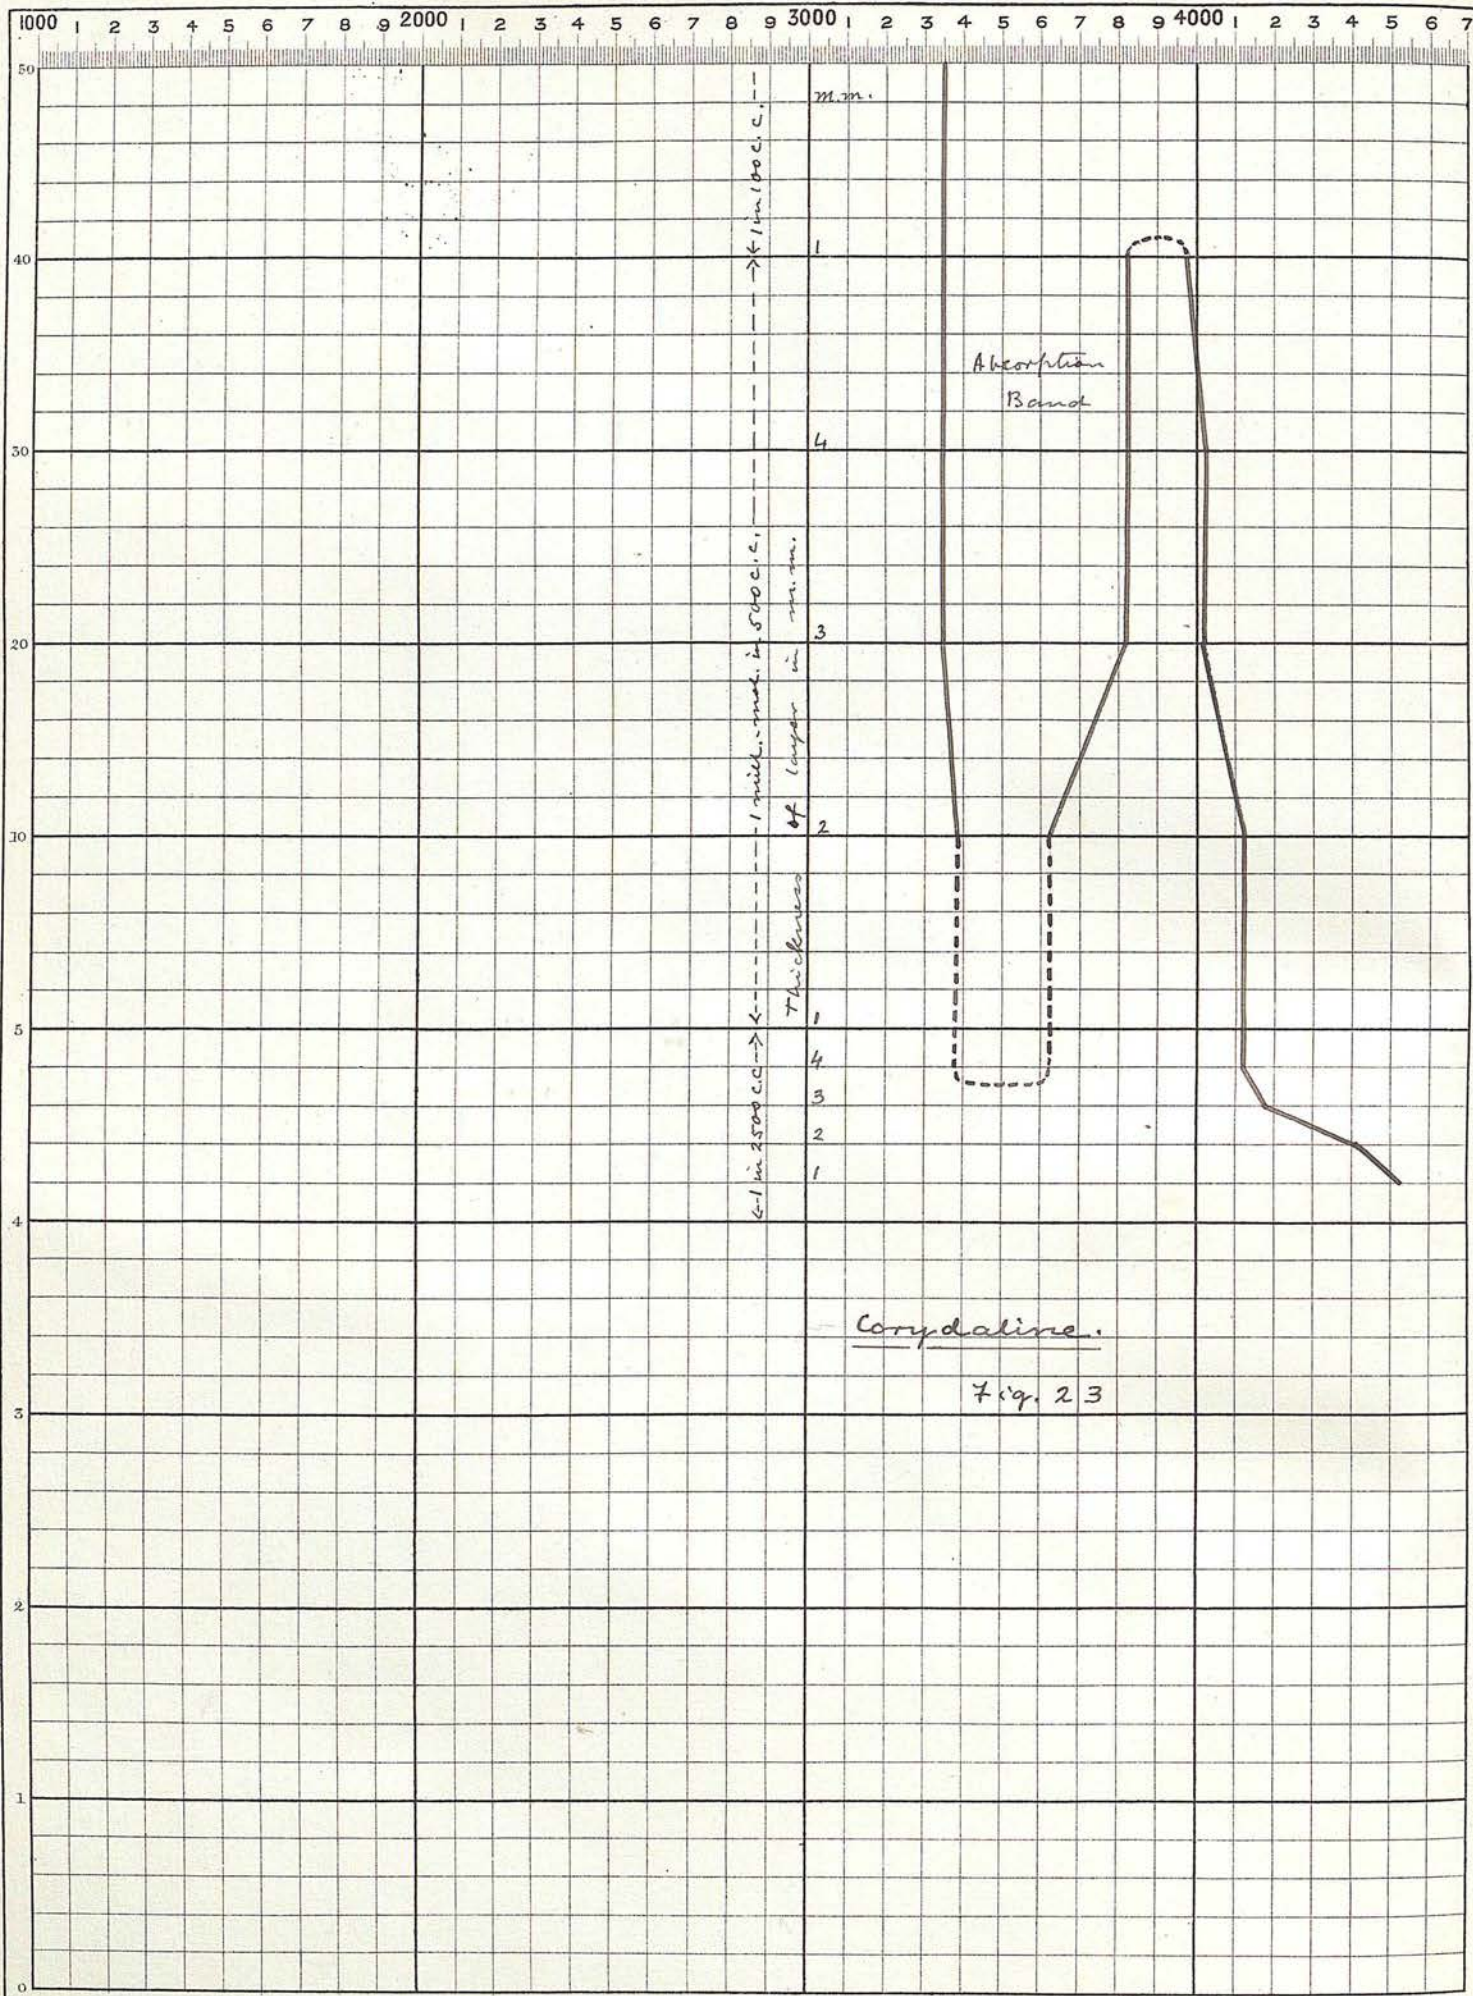 1000 1 2 3 4 5 6 7 8 9 2000 1 2 3 4 5 6 7 8 9 3000 1 2 3 4 5 6 7 8 9 4000 1 2 3 4 5 6 7
50
m.m.
40
1
Absorption
Band
30
4
20
3
10
2
5
1
4
3
2
1
4
3
2
1
0
←1 in 2500 c.c.→←1 mill.-mol. in 500 c.c.→←1 in 100 c.c.
Thickness of layer in m.m.
Corydaline.
Fig. 23